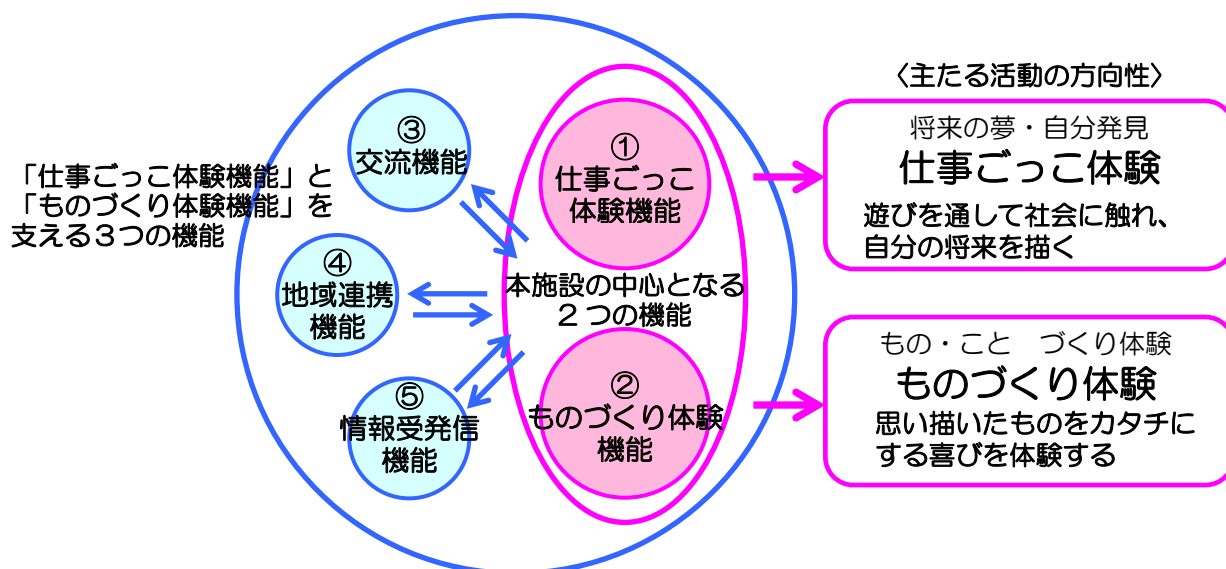 「仕事ごっこ体験機能」と
「ものづくり体験機能」を
支える３つの機能
③
交流機能
④
地域連携
機能
⑤
情報受発信
機能
①
仕事ごっこ
体験機能
本施設の中心となる
２つの機能
②
ものづくり体験
機能
〈主たる活動の方向性〉
将来の夢・自分発見
仕事ごっこ体験
遊びを通して社会に触れ、
自分の将来を描く
もの・こと　づくり体験
ものづくり体験
思い描いたものをカタチに
する喜びを体験する